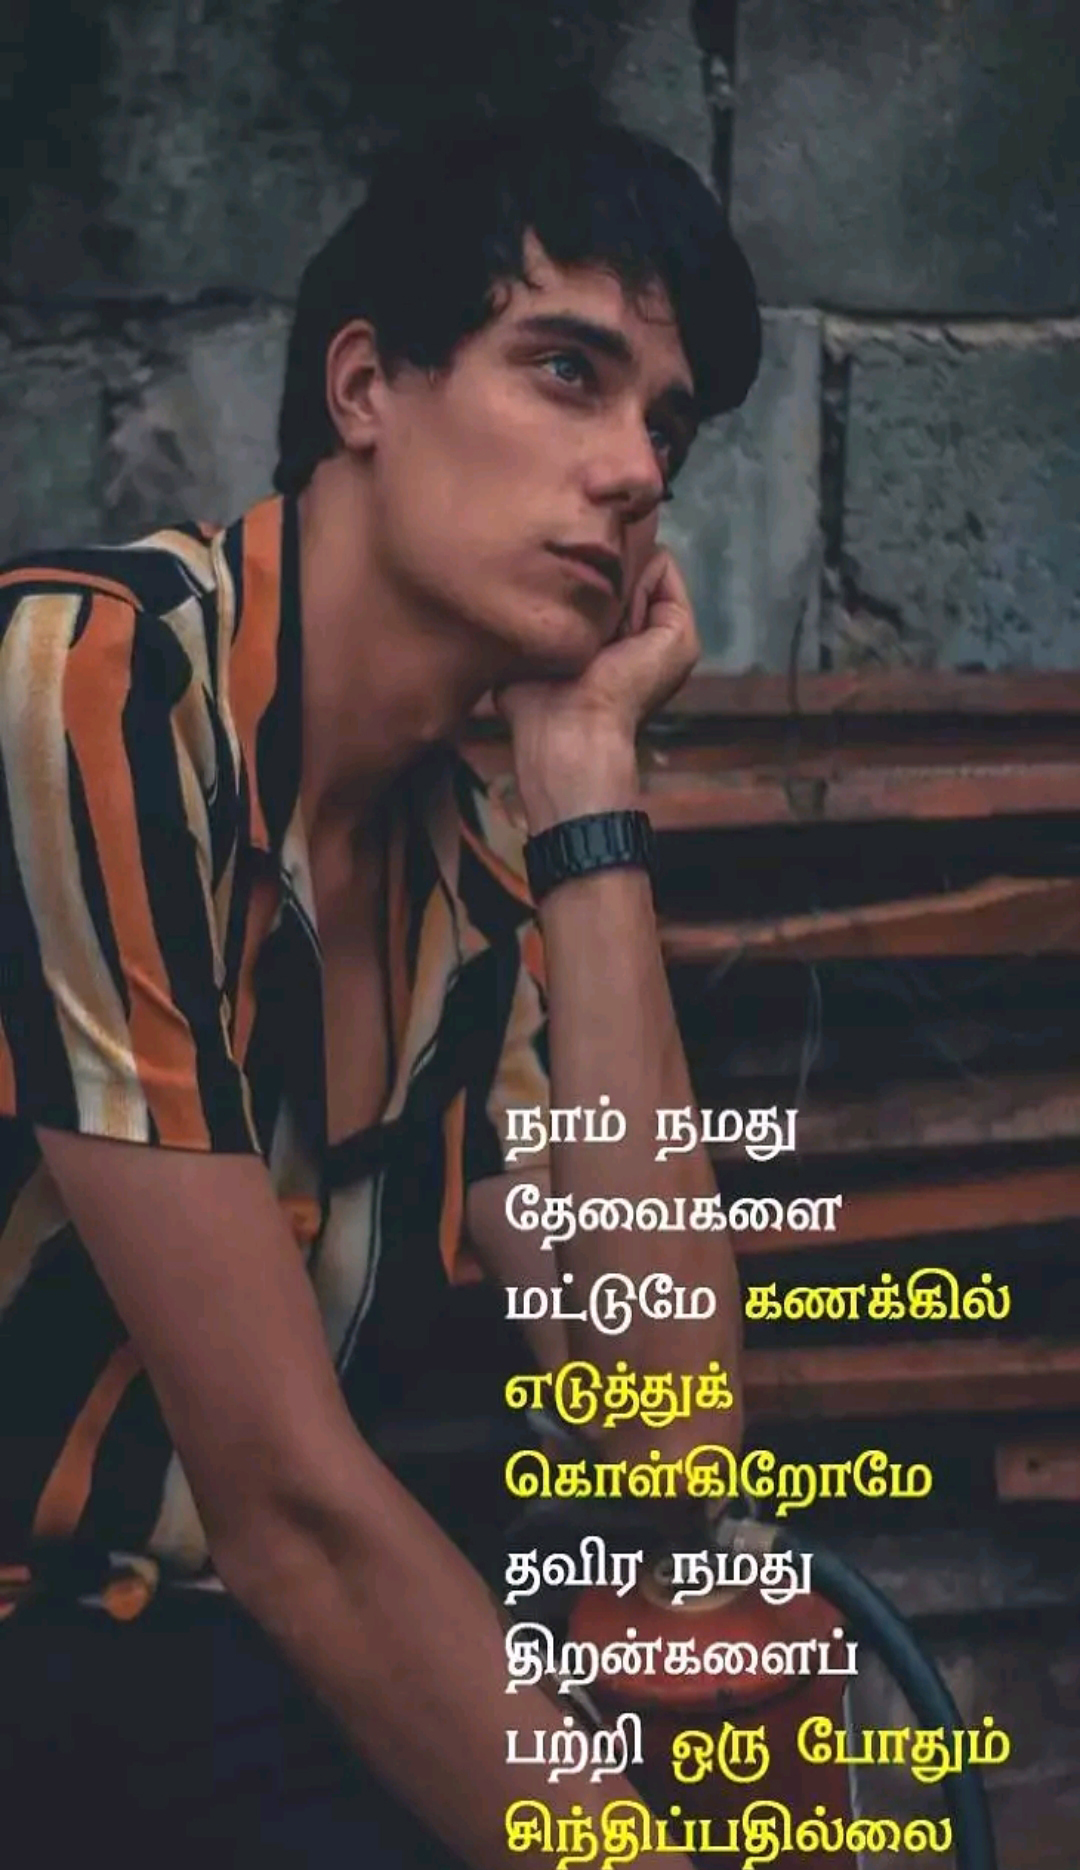 நாம் நமது
தேவைகளை
மட்டுமே கணக்கில்
எடுத்துக்
கொள்கிறோமே
தவிர நமது
திறன்களைப்
பற்றி ஒரு போதும்
சிந்திப்பதில்லை